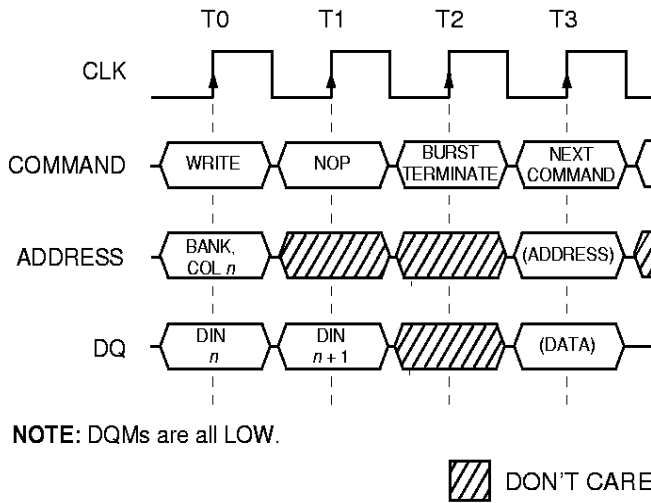 T0 T1 T2 T3
CLK
COMMAND WRITE NOP BURST TERMINATE NEXT COMMAND
ADDRESS BANK, COL n (ADDRESS)
DQ DIN n DIN n + 1 (DATA)
NOTE: DQMs are all LOW.
DON'T CARE